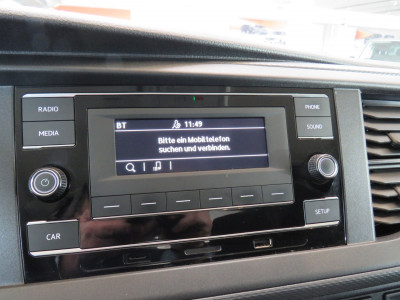 RADIO
MEDIA
BT
11:49
Bitte ein Mobiltelefon
suchen und verbinden.
PHONE
SOUND
CAR
SETUP